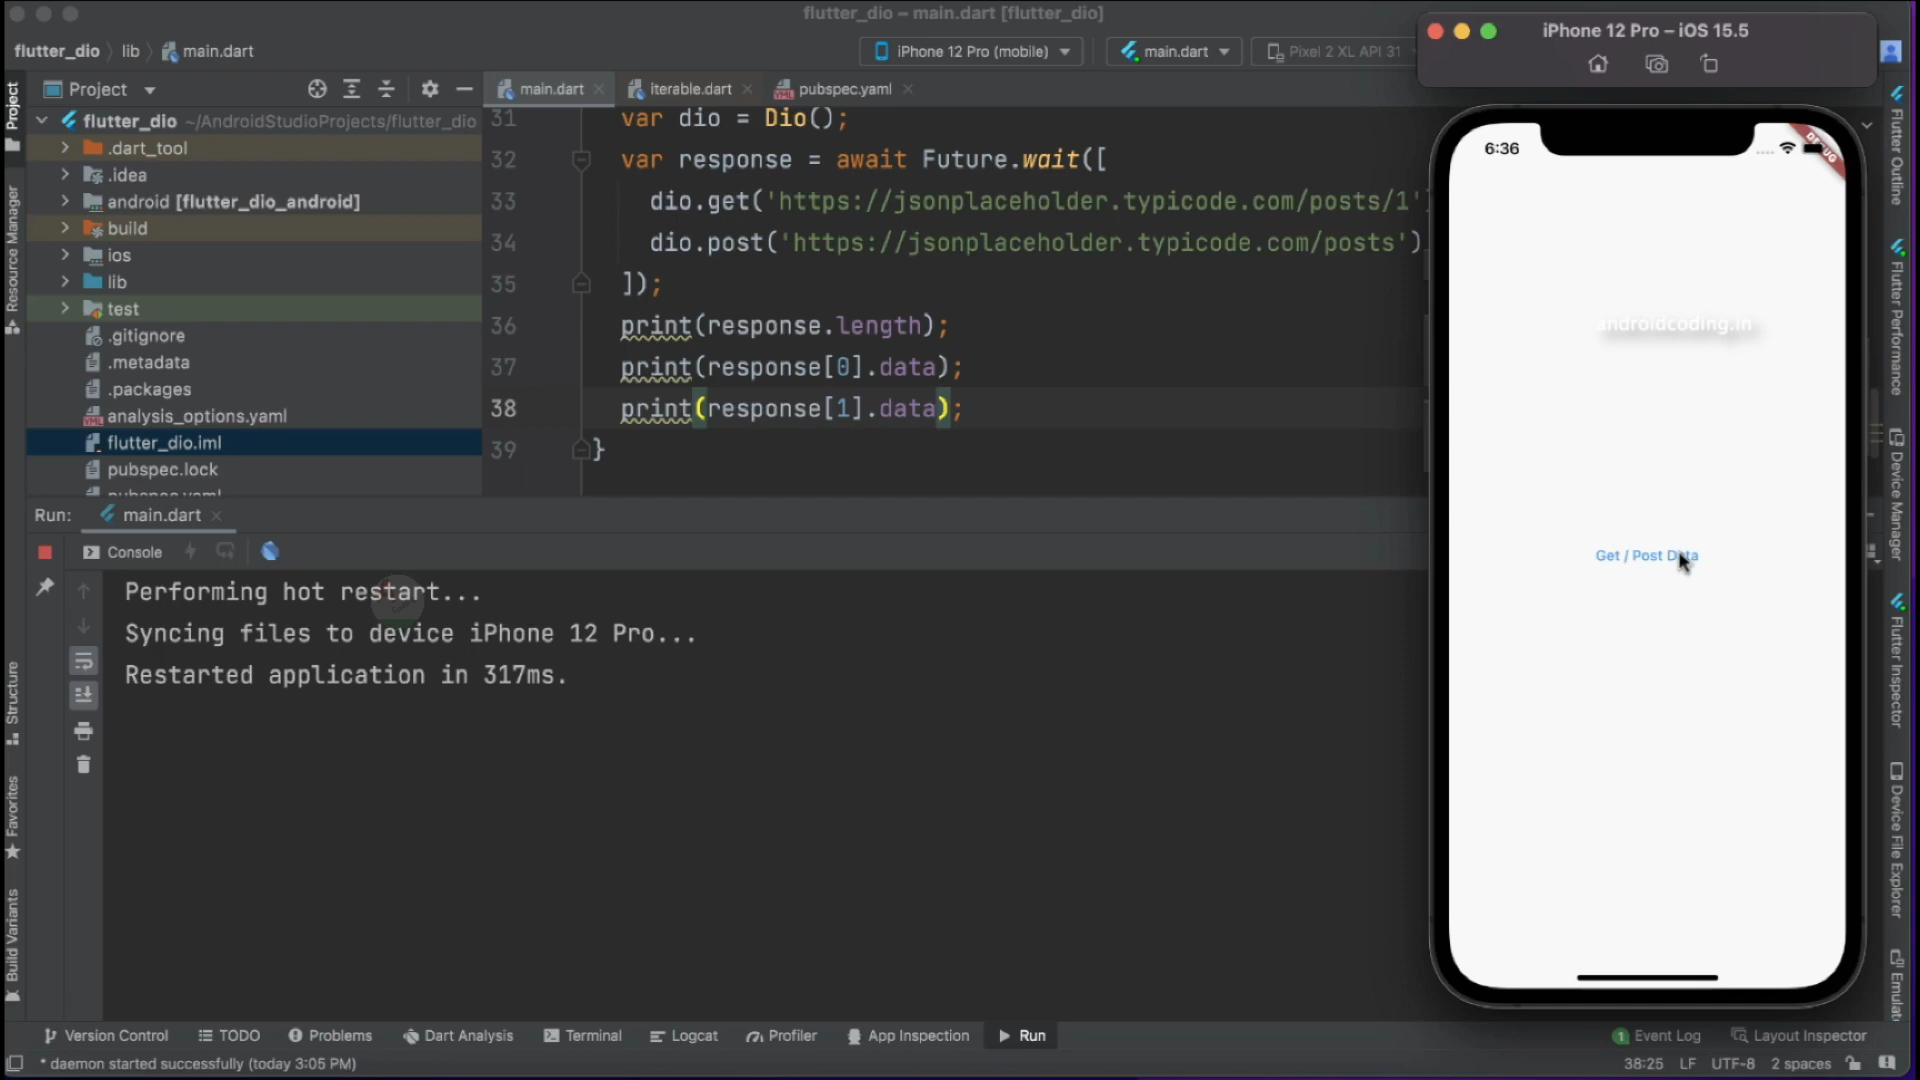 flutter_dio – main.dart [flutter_dio]
flutter_dio lib main.dart
iPhone 12 Pro (mobile) main.dart Pixel 2 XL API 31
Project
main.dart iterable.dart pubspec.yaml
flutter_dio ~/AndroidStudioProjects/flutter_dio
.dart_tool
.idea
android [flutter_dio_android]
build
ios
lib
test
.gitignore
.metadata
.packages
analysis_options.yaml
flutter_dio.iml
pubspec.lock
pubspec.yaml
31 var dio = Dio();
32 var response = await Future.wait([
33 dio.get('https://jsonplaceholder.typicode.com/posts/1')
34 dio.post('https://jsonplaceholder.typicode.com/posts')
35 ]);
36 print(response.length);
37 print(response[0].data);
38 print(response[1].data);
39 }
Run: main.dart
Console
Performing hot restart...
Syncing files to device iPhone 12 Pro...
Restarted application in 317ms.
iPhone 12 Pro – iOS 15.5
6:36
DEBUG
androidcoding.in
Get / Post Data
Project
Resource Manager
Structure
Favorites
Build Variants
Flutter Outline
Flutter Performance
Device Manager
Flutter Inspector
Device File Explorer
Version Control TODO Problems Dart Analysis Terminal Logcat Profiler App Inspection Run
1 Event Log Layout Inspector
* daemon started successfully (today 3:05 PM)
38:25 LF UTF-8 2 spaces